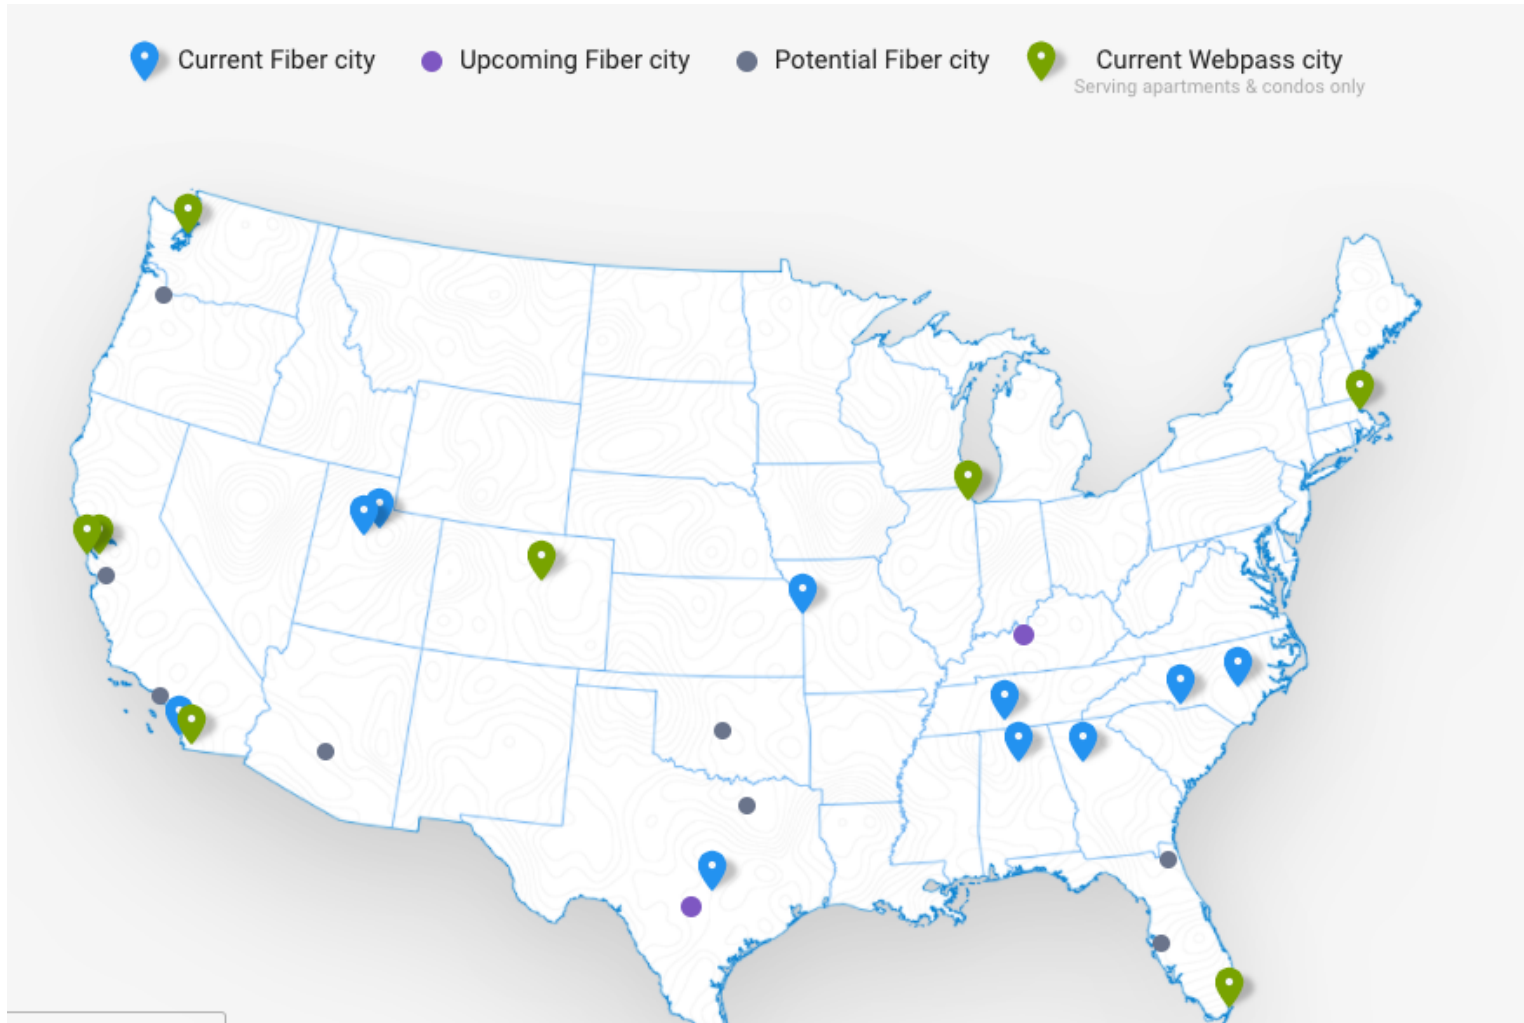 Current Fiber city
Upcoming Fiber city
Potential Fiber city
Current Webpass city
Serving apartments & condos only